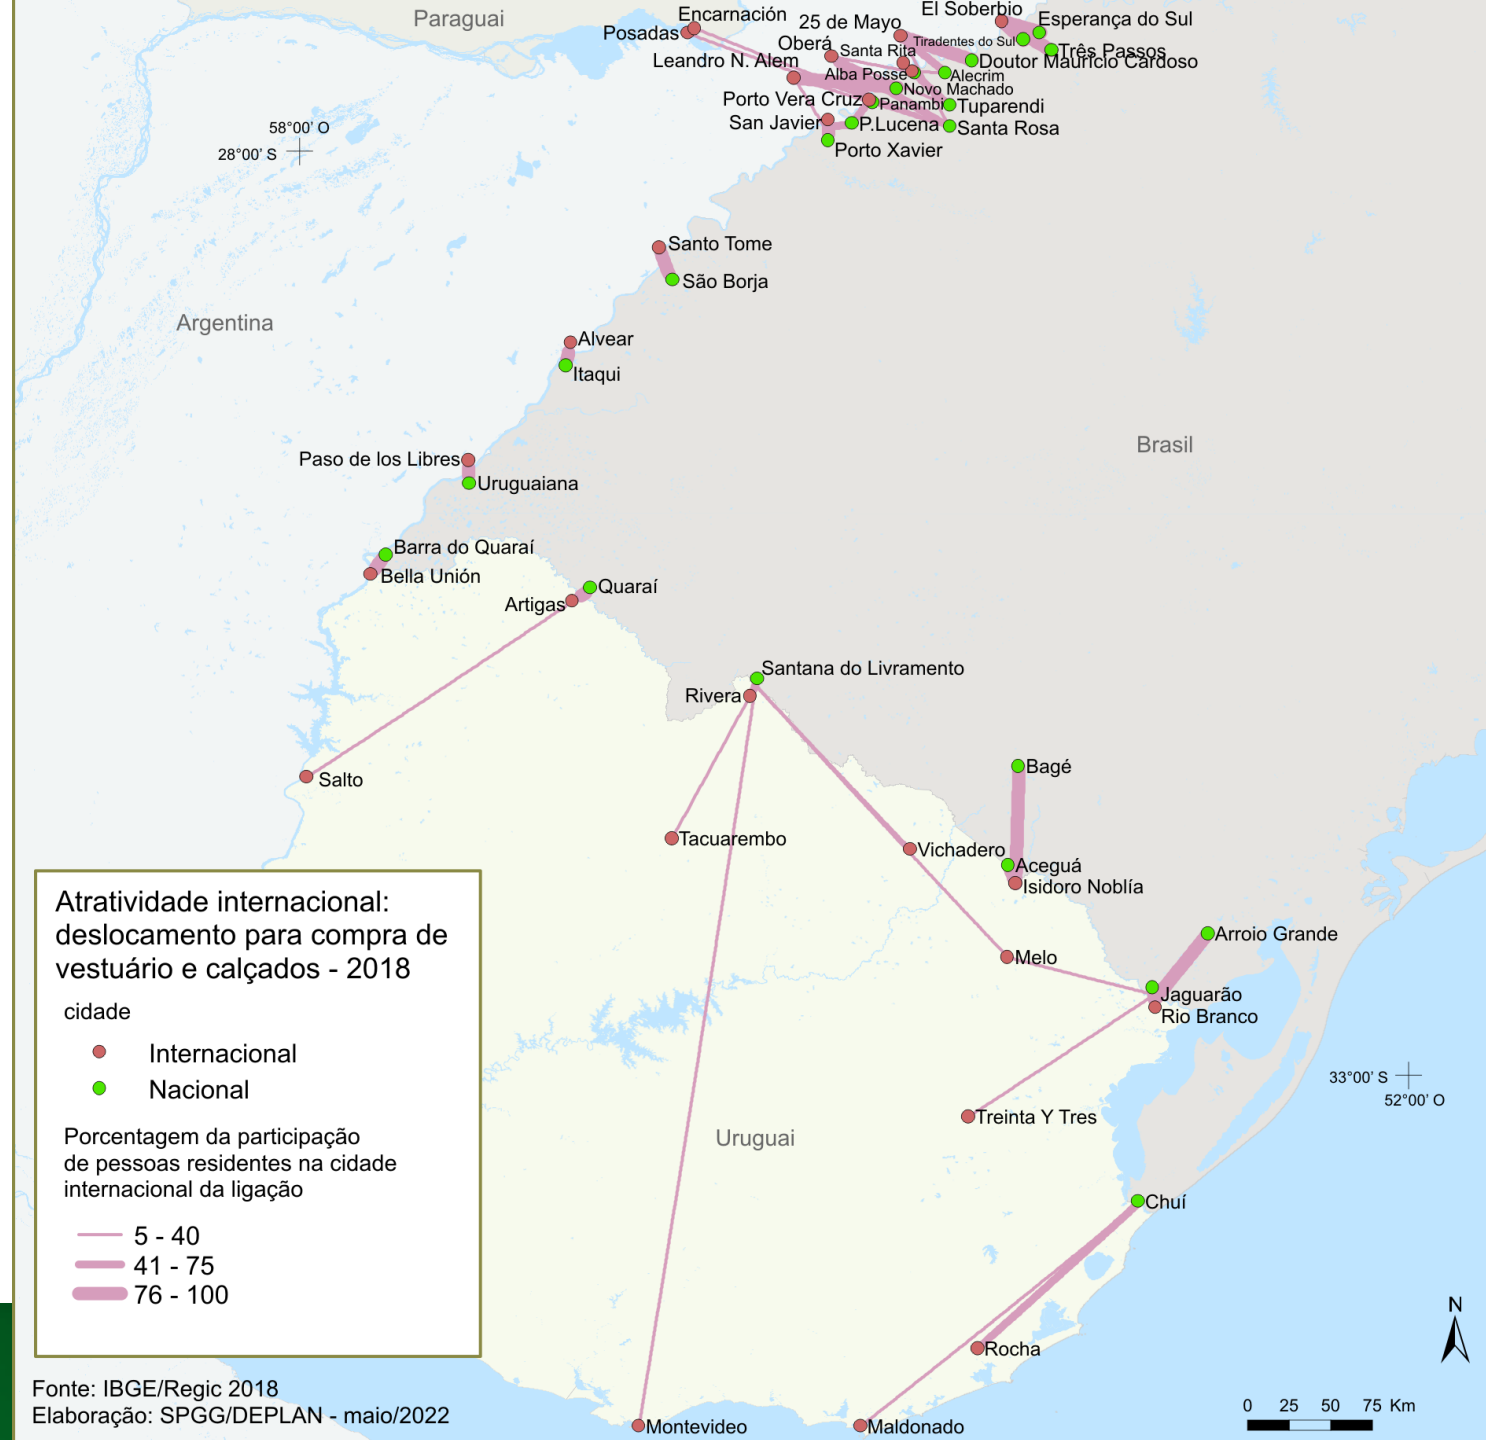 Paraguai
Encarnación
Posadas
25 de Mayo
El Soberbio
Esperança do Sul
Tiradentes do Sul
Três Passos
Oberá
Santa Rita
Doutor Mauricio Cardoso
Leandro N. Alem
Alba Posse
Alecrim
Novo Machado
Porto Vera Cruz
Panambi
Tuparendi
San Javier
P.Lucena
Santa Rosa
Porto Xavier
58°00' O
28°00' S
Santo Tome
São Borja
Argentina
Alvear
Itaqui
Brasil
Paso de los Libres
Uruguaiana
Barra do Quaraí
Bella Unión
Quaraí
Artigas
Santana do Livramento
Rivera
Bagé
Salto
Tacuarembo
Vichadero
Aceguá
Isidoro Noblía
Arroio Grande
Melo
Jaguarão
Rio Branco
33°00' S
52°00' O
Treinta Y Tres
Uruguai
Chuí
Rocha
Montevideo
Maldonado
Atratividade internacional:
deslocamento para compra de
vestuário e calçados - 2018
cidade
Internacional
Nacional
Porcentagem da participação
de pessoas residentes na cidade
internacional da ligação
5 - 40
41 - 75
76 - 100
Fonte: IBGE/Regic 2018
Elaboração: SPGG/DEPLAN - maio/2022
N
0 25 50 75 Km